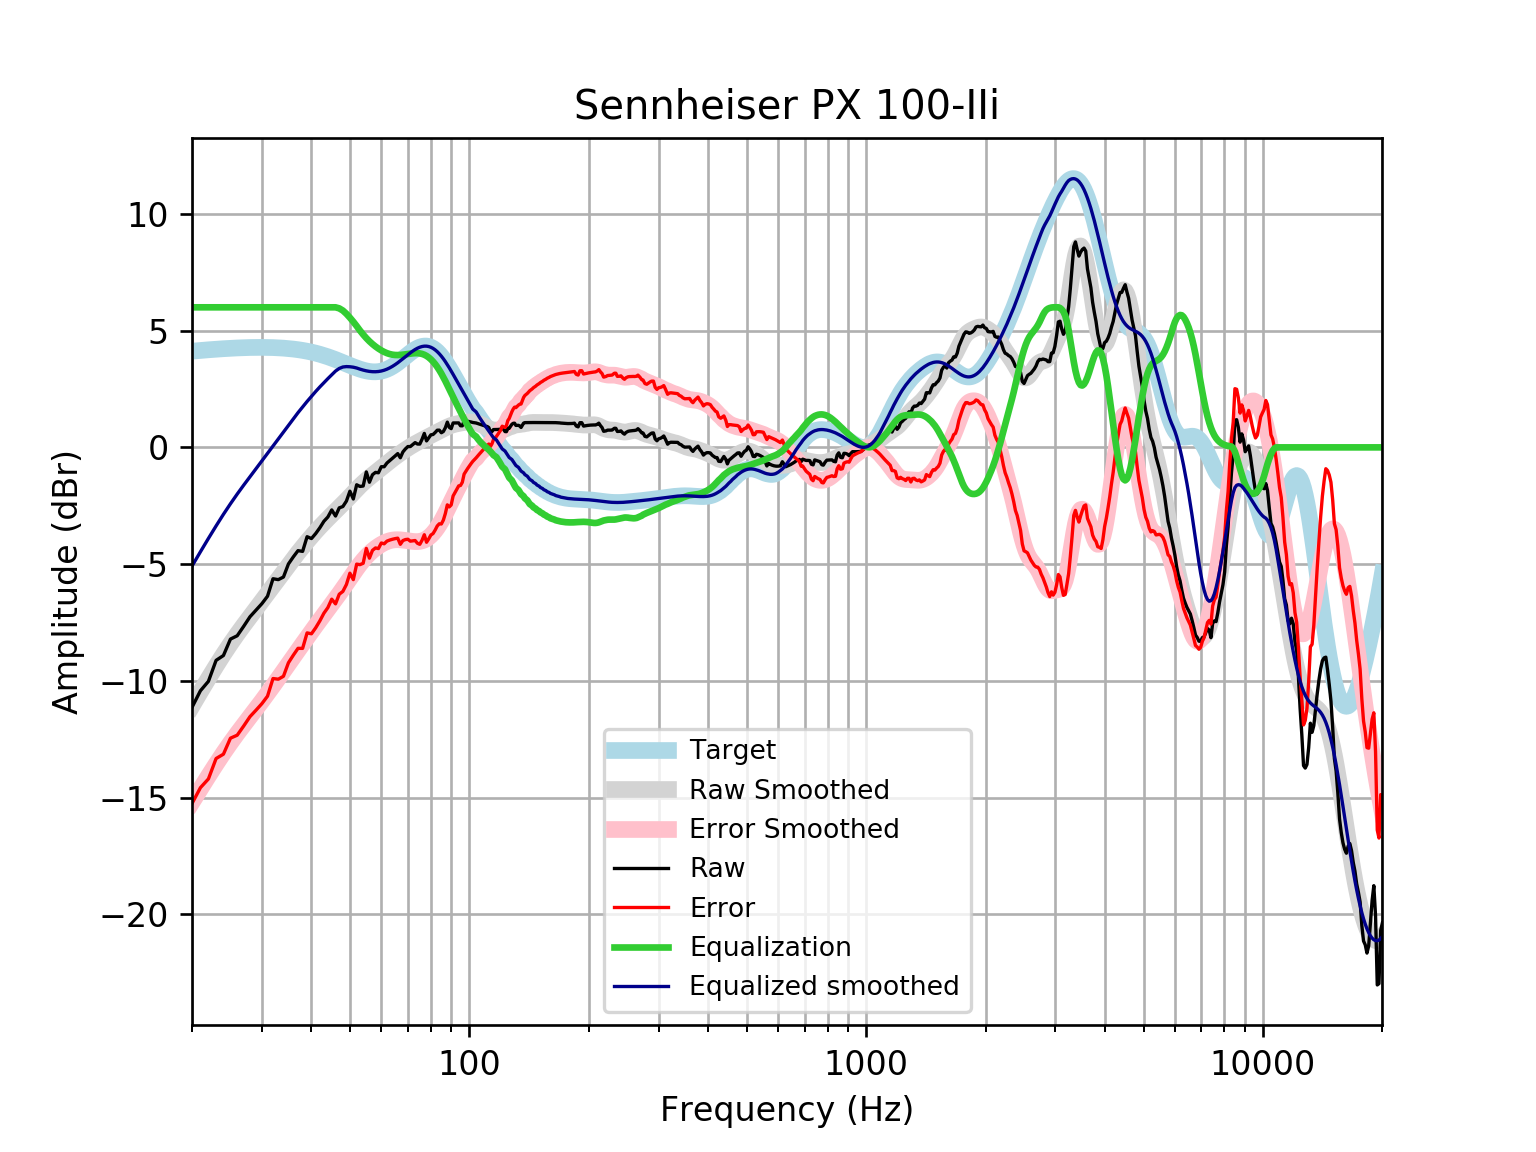 Sennheiser PX 100-IIi
Amplitude (dBr)
10
5
0
−5
−10
−15
−20
Target
Raw Smoothed
Error Smoothed
Raw
Error
Equalization
Equalized smoothed
100
1000
10000
Frequency (Hz)